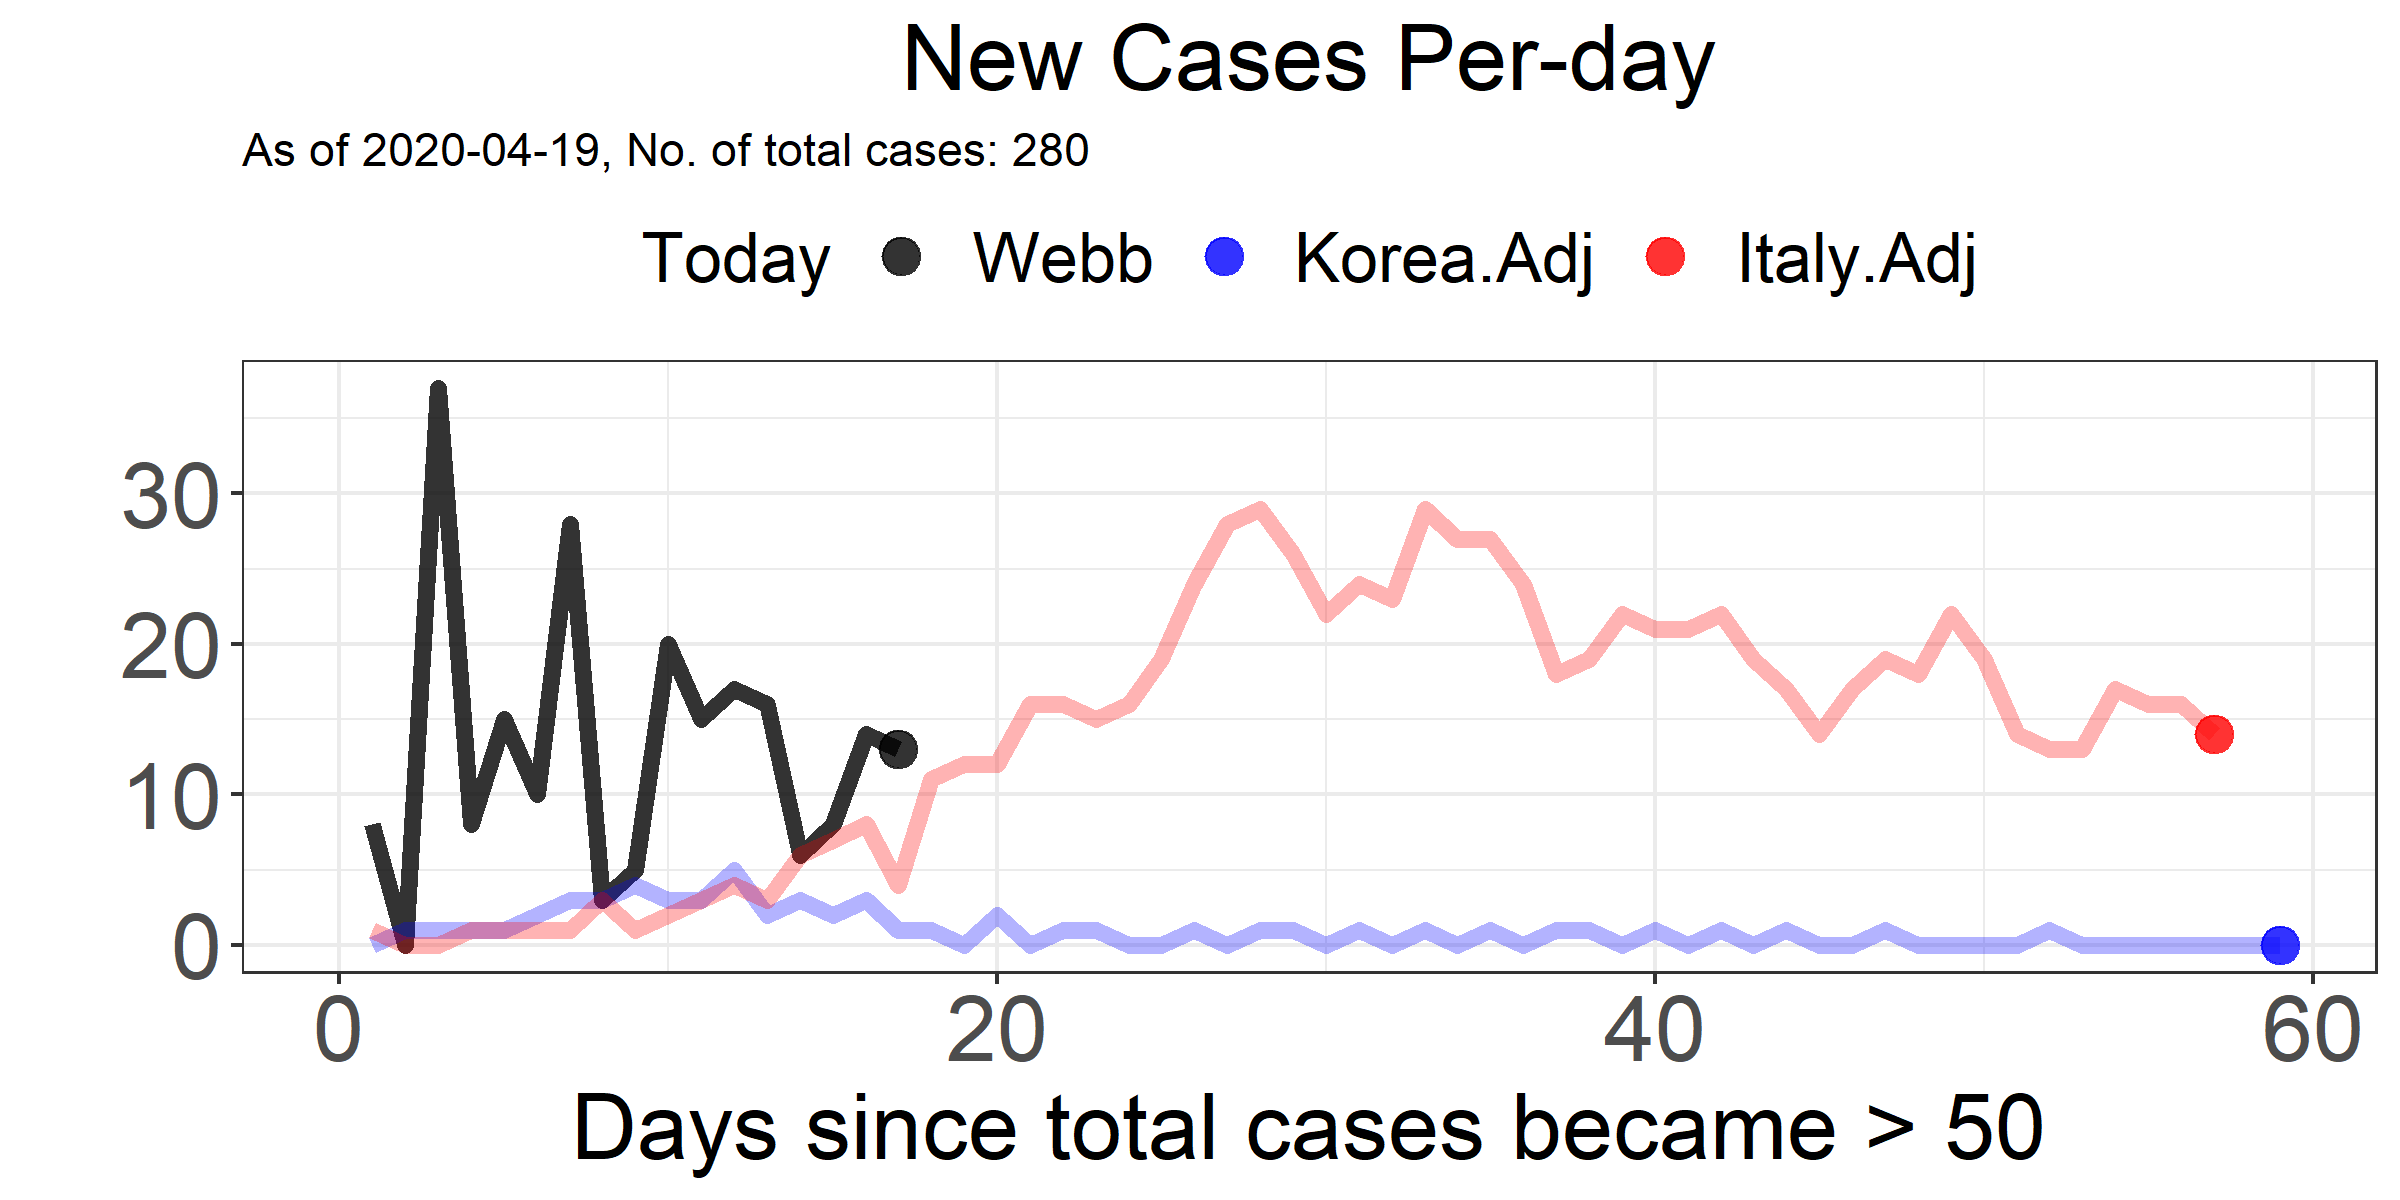 New Cases Per-day
As of 2020-04-19, No. of total cases: 280
Today Webb Korea.Adj Italy.Adj
30
20
10
0
0 20 40 60
Days since total cases became > 50